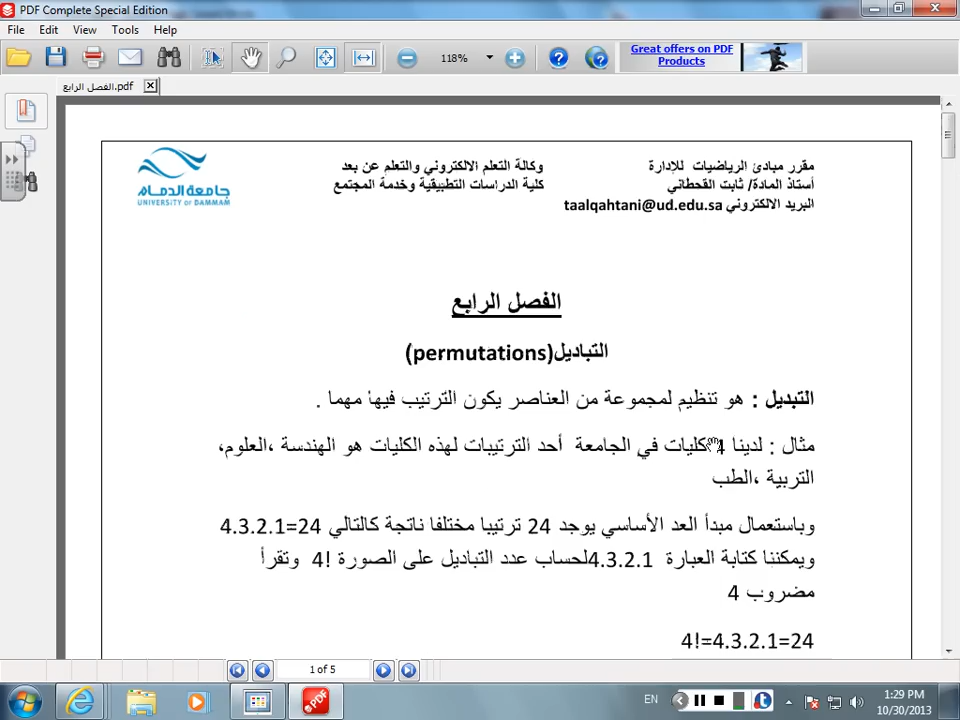 PDF Complete Special Edition
File Edit View Tools Help
118%
Great offers on PDF
Products
الفصل الرابع.pdf
مقرر مبادئ الرياضيات للإدارة
أستاذ المادة/ ثابت القحطاني
البريد الالكتروني taalqahtani@ud.edu.sa
وكالة التعلم الالكتروني والتعلم عن بعد
كلية الدراسات التطبيقية وخدمة المجتمع
جامعة الدمام
UNIVERSITY OF DAMMAM
الفصل الرابع
التباديل(permutations)
التبديل : هو تنظيم لمجموعة من العناصر يكون الترتيب فيها مهما .
مثال : لدينا 4 كليات في الجامعة أحد الترتيبات لهذه الكليات هو الهندسة ،العلوم،
التربية ،الطب
وباستعمال مبدأ العد الأساسي يوجد 24 ترتيبا مختلفا ناتجة كالتالي 4.3.2.1=24
ويمكننا كتابة العبارة 4.3.2.1لحساب عدد التباديل على الصورة !4 وتقرأ
مضروب 4
4!=4.3.2.1=24
1 of 5
EN
1:29 PM
10/30/2013